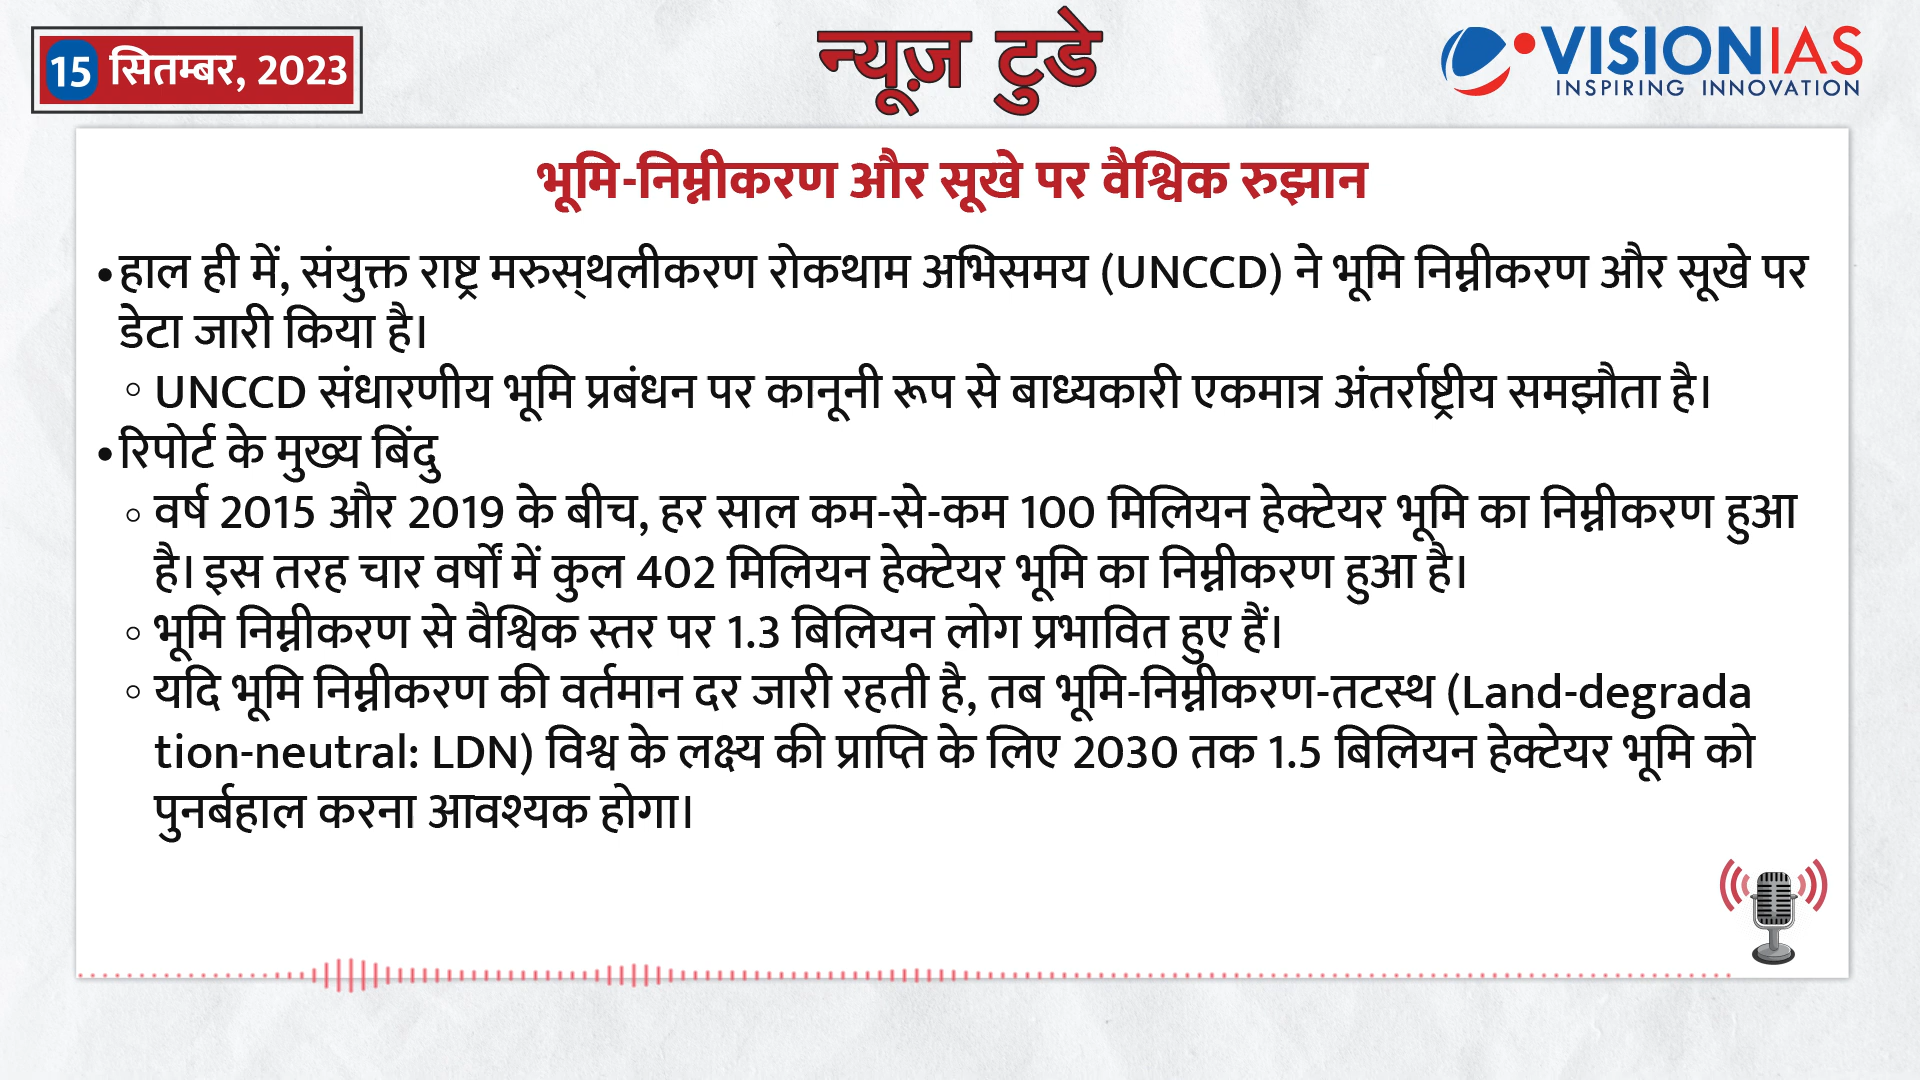 15 सितम्बर, 2023
न्यूज़ टुडे
VISIONIAS
INSPIRING INNOVATION
भूमि-निम्नीकरण और सूखे पर वैश्विक रुझान
•हाल ही में, संयुक्त राष्ट्र मरुस्थलीकरण रोकथाम अभिसमय (UNCCD) ने भूमि निम्नीकरण और सूखे पर
डेटा जारी किया है।
◦ UNCCD संधारणीय भूमि प्रबंधन पर कानूनी रूप से बाध्यकारी एकमात्र अंतर्राष्ट्रीय समझौता है।
•रिपोर्ट के मुख्य बिंदु
◦ वर्ष 2015 और 2019 के बीच, हर साल कम-से-कम 100 मिलियन हेक्टेयर भूमि का निम्नीकरण हुआ
है। इस तरह चार वर्षों में कुल 402 मिलियन हेक्टेयर भूमि का निम्नीकरण हुआ है।
◦ भूमि निम्नीकरण से वैश्विक स्तर पर 1.3 बिलियन लोग प्रभावित हुए हैं।
◦ यदि भूमि निम्नीकरण की वर्तमान दर जारी रहती है, तब भूमि-निम्नीकरण-तटस्थ (Land-degrada
tion-neutral: LDN) विश्व के लक्ष्य की प्राप्ति के लिए 2030 तक 1.5 बिलियन हेक्टेयर भूमि को
पुनर्बहाल करना आवश्यक होगा।